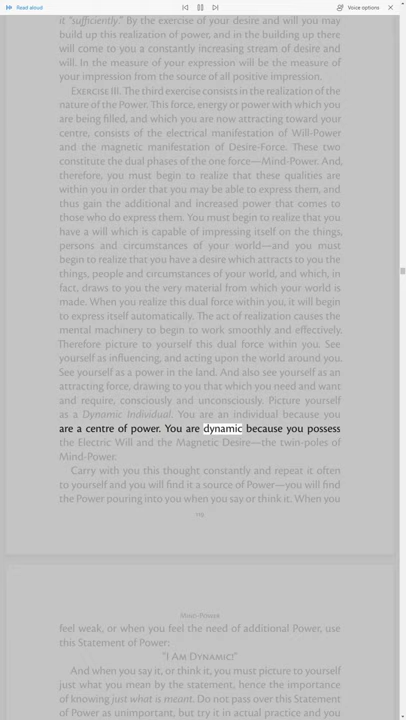 Read aloud
Voice options
it "sufficiently." By the exercise of your desire and will you may
build up this realization of power, and in the building up there
will come to you a constantly increasing stream of desire and
will. In the measure of your expression will be the measure of
your impression from the source of all positive impression.
EXERCISE III. The third exercise consists in the realization of the
nature of the Power. This force, energy or power with which you
are being filled, and which you are now attracting toward your
centre, consists of the electrical manifestation of Will-Power
and the magnetic manifestation of Desire-Force. These two
constitute the dual phases of the one force—Mind-Power. And,
therefore, you must begin to realize that these qualities are
within you in order that you may be able to express them, and
thus gain the additional and increased power that comes to
those who do express them. You must begin to realize that you
have a will which is capable of impressing itself on the things,
persons and circumstances of your world—and you must
begin to realize that you have a desire which attracts to you the
things, people and circumstances of your world, and which, in
fact, draws to you the very material from which your world is
made. When you realize this dual force within you, it will begin
to express itself automatically. The act of realization causes the
mental machinery to begin to work smoothly and effectively.
Therefore picture to yourself this dual force within you. See
yourself as influencing, and acting upon the world around you.
See yourself as a power in the land. And also see yourself as an
attracting force, drawing to you that which you need and want
and require, consciously and unconsciously. Picture yourself
as a Dynamic Individual. You are an individual because you
are a centre of power. You are dynamic because you possess
the Electric Will and the Magnetic Desire—the twin-poles of
Mind-Power.
Carry with you this thought constantly and repeat it often
to yourself and you will find it a source of Power—you will find
the Power pouring into you when you say or think it. When you
MIND-POWER
feel weak, or when you feel the need of additional Power, use
this Statement of Power:
"I AM DYNAMIC!"
And when you say it, or think it, you must picture to yourself
just what you mean by the statement, hence the importance
of knowing just what is meant. Do not pass over this Statement
of Power as unimportant, but try it in actual practice and you